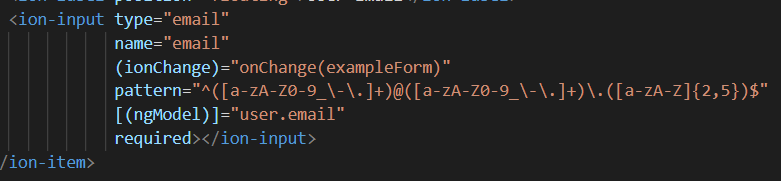 <ion-input type="email"
name="email"
(ionChange)="onChange(exampleForm)"
pattern="^([a-zA-Z0-9_\-\.]+)@([a-zA-Z0-9_\-\.]+)\.([a-zA-Z]{2,5})$"
[(ngModel)]="user.email"
required></ion-input>
/ion-item>